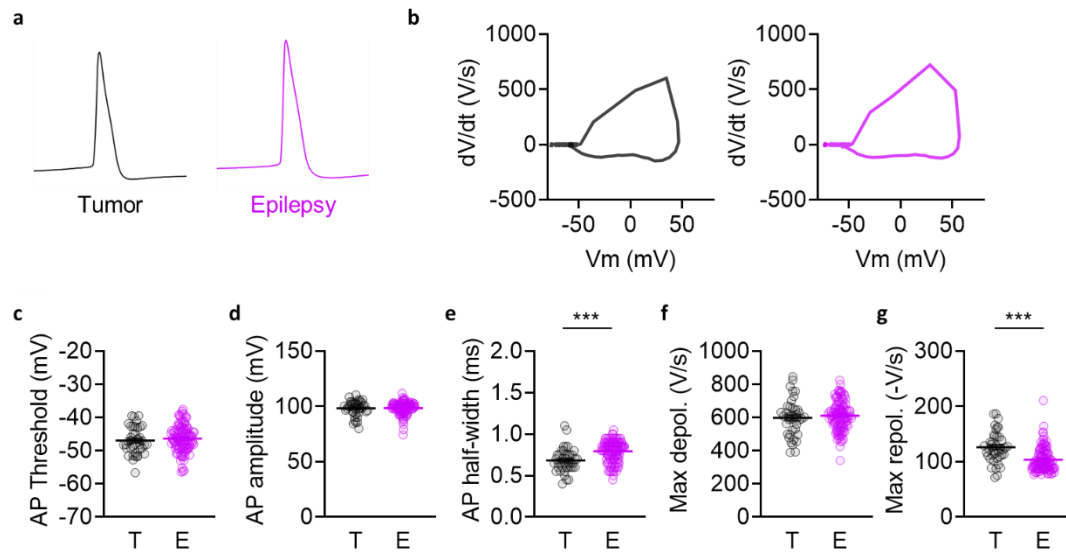 a
Tumor
Epilepsy
b
dV/dt (V/s)
1000
500
0
-500
-50 0 50
Vm (mV)
dV/dt (V/s)
1000
500
0
-500
-50 0 50
Vm (mV)
c
AP Threshold (mV)
-20
-30
-40
-50
-60
-70
T E
d
AP amplitude (mV)
150
100
50
0
T E
e
AP half-width (ms)
2.0
1.5
1.0
0.5
0.0
***
T E
f
Max depol. (V/s)
1000
800
600
400
200
0
T E
g
Max repol. (-V/s)
300
200
100
0
***
T E